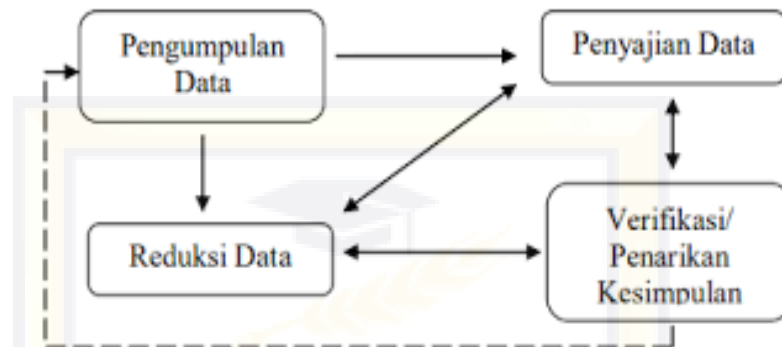 Pengumpulan
Data
Penyajian Data
Reduksi Data
Verifikasi/
Penarikan
Kesimpulan